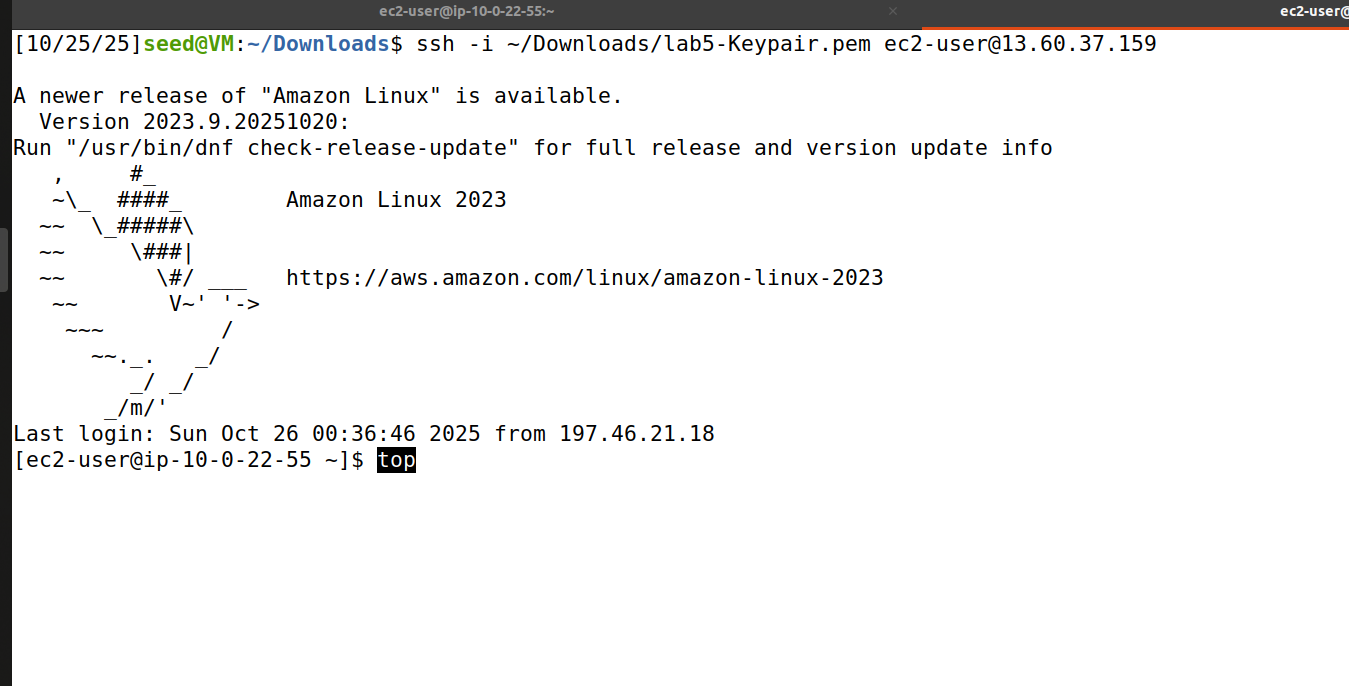 ec2-user@ip-10-0-22-55:~ × ec2-user@
[10/25/25]seed@VM:~/Downloads$ ssh -i ~/Downloads/lab5-Keypair.pem ec2-user@13.60.37.159
A newer release of "Amazon Linux" is available.
  Version 2023.9.20251020:
Run "/usr/bin/dnf check-release-update" for full release and version update info
   ,     #_
   ~\_  ####_        Amazon Linux 2023
  ~~  \_#####\
  ~~     \###|
  ~~       \#/ ___   https://aws.amazon.com/linux/amazon-linux-2023
   ~~       V~' '->
    ~~~         /
      ~~._.   _/
         _/ _/
       _/m/'
Last login: Sun Oct 26 00:36:46 2025 from 197.46.21.18
[ec2-user@ip-10-0-22-55 ~]$ top